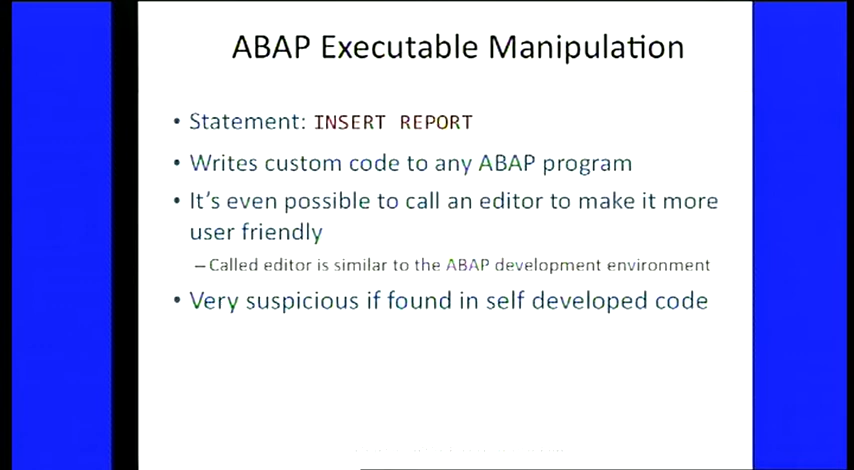 ABAP Executable Manipulation
• Statement: INSERT REPORT
• Writes custom code to any ABAP program
• It's even possible to call an editor to make it more
user friendly
– Called editor is similar to the ABAP development environment
• Very suspicious if found in self developed code